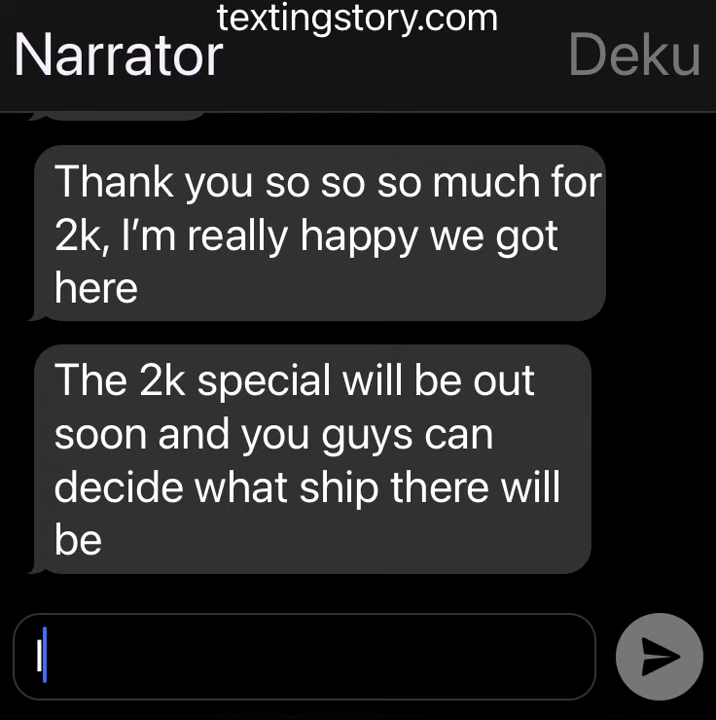 textingstory.com
Narrator
Deku
Thank you so so so much for
2k, I’m really happy we got
here
The 2k special will be out
soon and you guys can
decide what ship there will
be
I